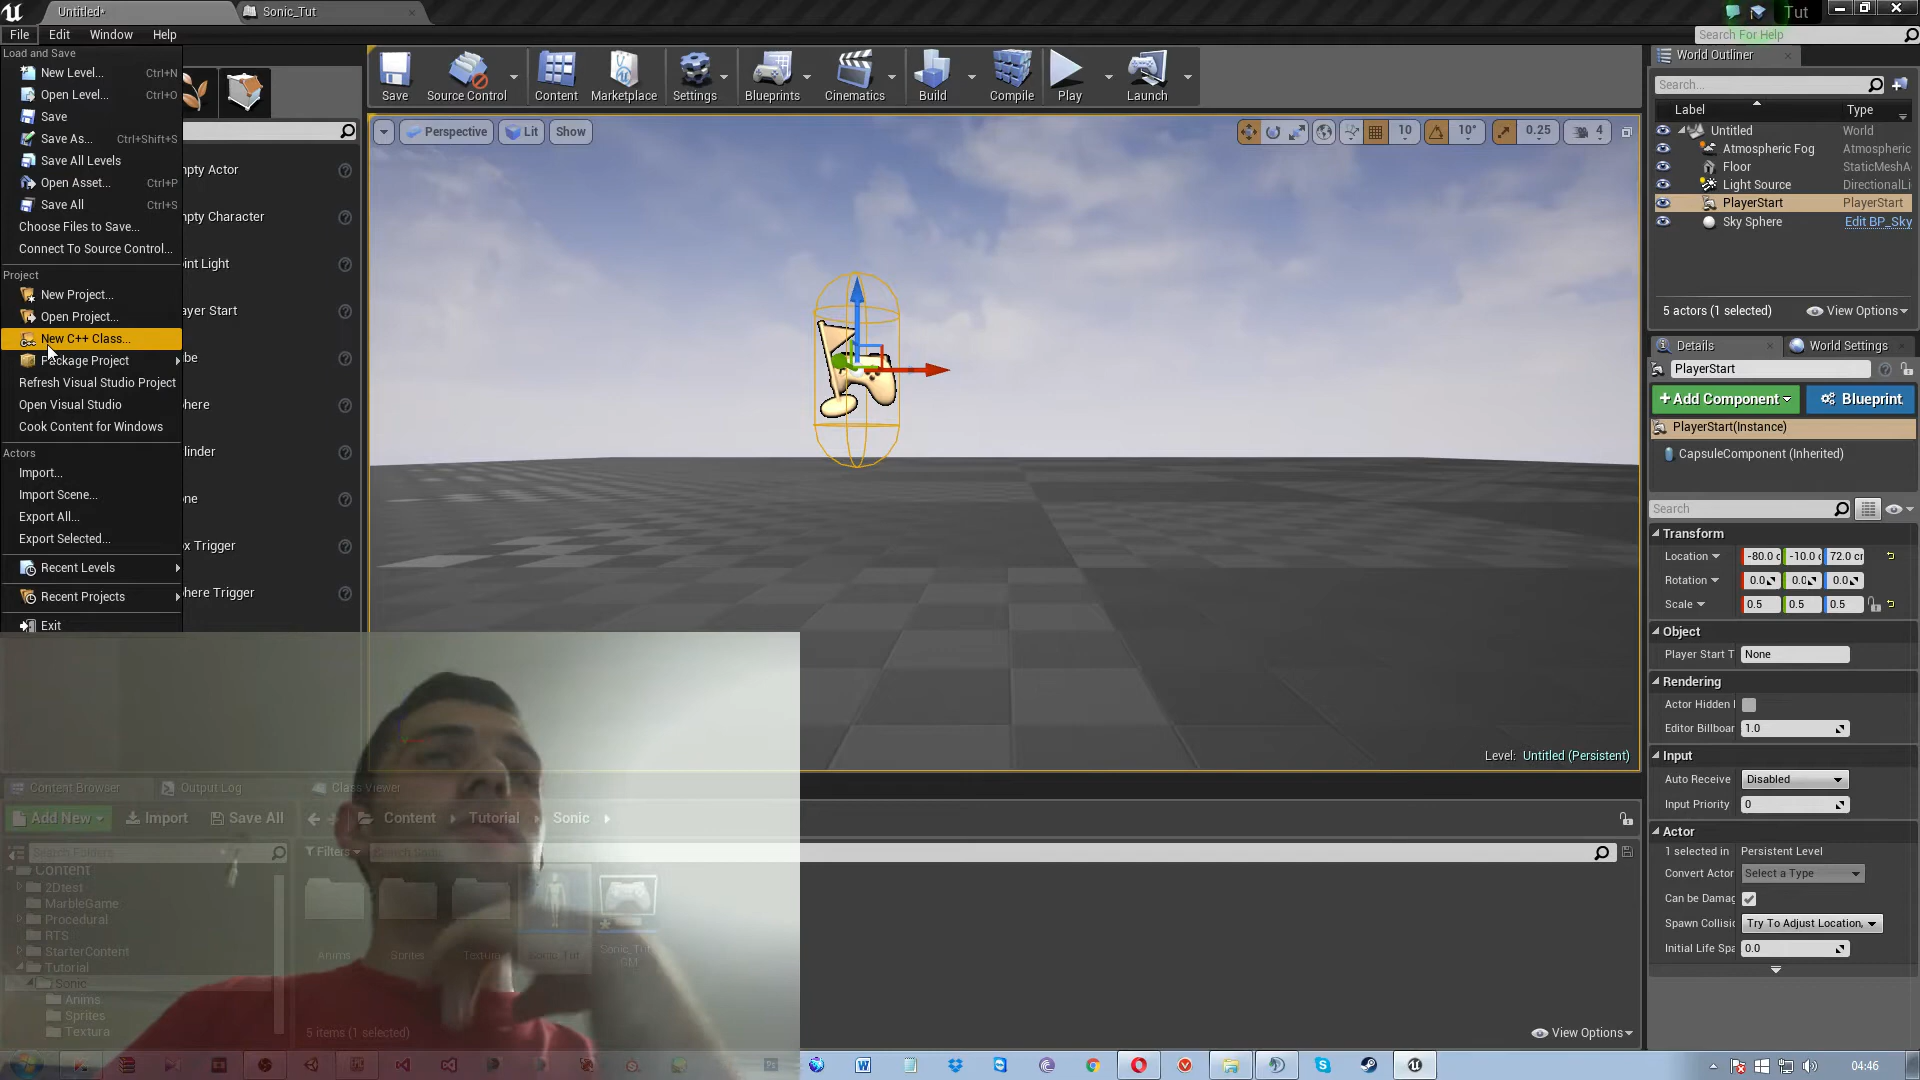 Untitled*
Sonic_Tut
Tut
File Edit Window Help
Search For Help
Load and Save
New Level... Ctrl+N
Open Level... Ctrl+O
Save
Save As... Ctrl+Shift+S
Save All Levels
Open Asset... Ctrl+P
Save All Ctrl+S
Choose Files to Save...
Connect To Source Control...
Project
New Project...
Open Project...
New C++ Class...
Package Project
Refresh Visual Studio Project
Open Visual Studio
Cook Content for Windows
Actors
Import...
Import Scene...
Export All...
Export Selected...
Recent Levels
Recent Projects
Exit
mpty Actor
mpty Character
int Light
ayer Start
be
here
linder
ne
ox Trigger
here Trigger
Save Source Control Content Marketplace Settings Blueprints Cinematics Build Compile Play Launch
Perspective Lit Show
10 10° 0.25 4
Level: Untitled (Persistent)
World Outliner
Search...
Label Type
Untitled World
Atmospheric Fog Atmospheric
Floor StaticMeshA
Light Source DirectionalLi
PlayerStart PlayerStart
Sky Sphere Edit BP_Sky
5 actors (1 selected) View Options
Details World Settings
PlayerStart
+Add Component Blueprint
PlayerStart(Instance)
CapsuleComponent (Inherited)
Search
Transform
Location -80.0 c -10.0 c 72.0 cr
Rotation 0.0 0.0 0.0
Scale 0.5 0.5 0.5
Object
Player Start T None
Rendering
Actor Hidden I
Editor Billboar 1.0
Input
Auto Receive Disabled
Input Priority 0
Actor
1 selected in Persistent Level
Convert Actor Select a Type
Can be Damag
Spawn Collisio Try To Adjust Location,
Initial Life Spa 0.0
Content Browser Output Log Class Viewer
Add New Import Save All Content Tutorial Sonic
Search Folders Filters
Content
2Dtest
MarbleGame
Procedural
RTS
StarterContent
Tutorial
Sonic
Anims
Sprites
Textura
Anims Sprites Textura Sonic_Tut
5 items (1 selected)
View Options
04:46